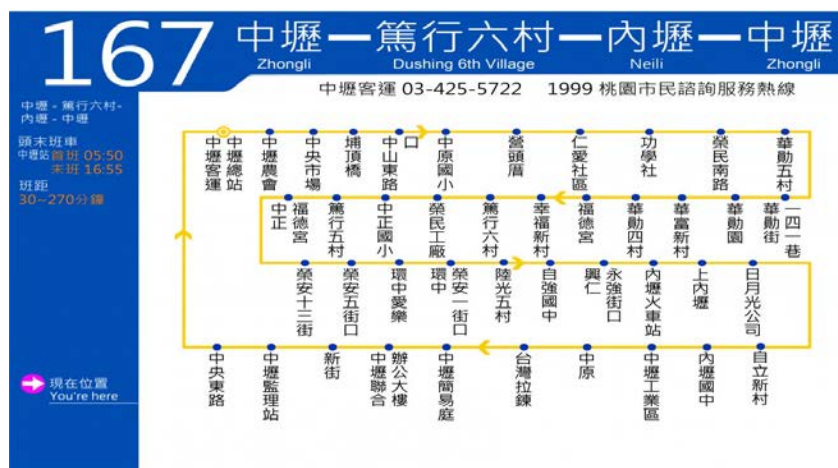 167
中壢—篤行六村—內壢—中壢
Zhongli Dushing 6th Village Neili Zhongli
中壢客運 03-425-5722 1999 桃園市民諮詢服務熱線
中壢 - 篤行六村-
內壢 - 中壢
頭末班車
中壢站 首班 05:50
末班 16:55
班距
30~270分鐘
中壢客運
中壢總站
中壢農會
中央市場
埔頂橋
中山東路口
中原國小
營頭厝
仁愛社區
功學社
榮民南路
華勛五村
一四一巷
華勛街
華勛園
華富新村
華勛四村
福德宮
幸福新村
篤行六村
榮民工廠
中正國小
篤行五村
福德宮
中正
榮安十三街
榮安五街口
環中愛樂
環中
榮安一街口
陸光五村
自強國中
興仁
永強街口
內壢火車站
上內壢
日月光公司
自立新村
內壢國中
中壢工業區
中原
台灣拉鍊
中壢簡易庭
辦公大樓
中壢聯合
新街
中壢監理站
中央東路
現在位置
You're here